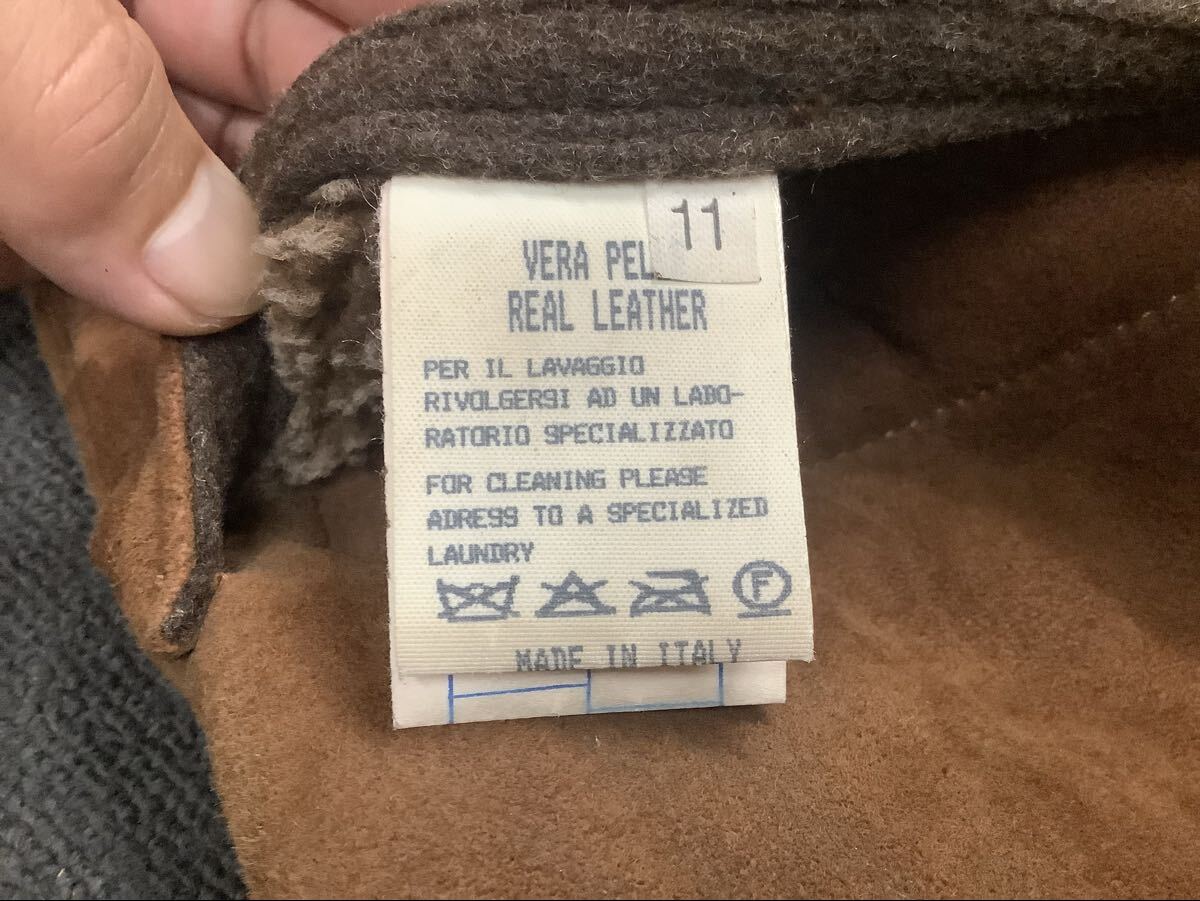 11
VERA PEL
REAL LEATHER
PER IL LAVAGGIO
RIVOLGERSI AD UN LABO-
RATORIO SPECIALIZZATO
FOR CLEANING PLEASE
ADRESS TO A SPECIALIZED
LAUNDRY
F
MADE IN ITALY